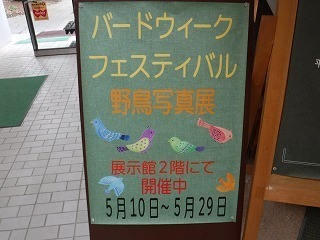 バードウィーク
フェスティバル
野鳥写真展
展示館2階にて
開催中
5月10日～5月29日